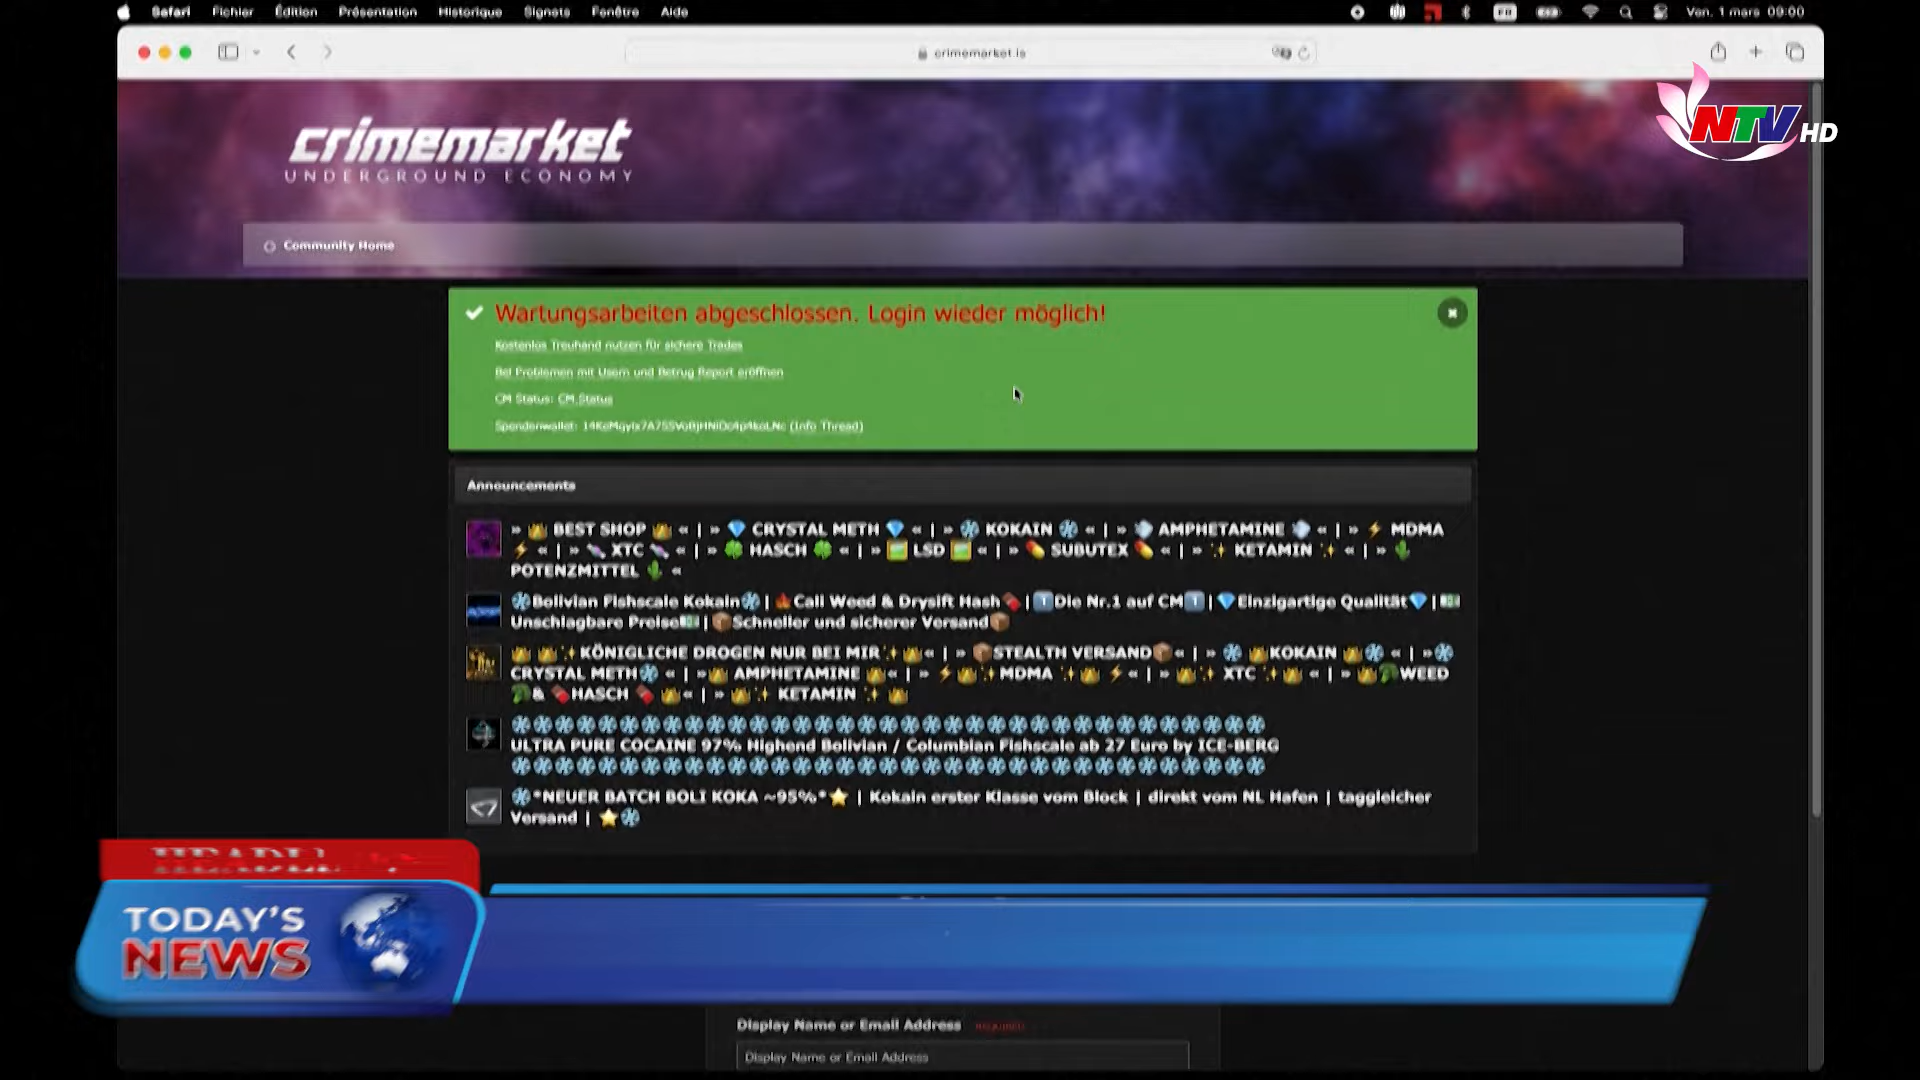 Safari Fichier Édition Présentation Historique Signets Fenêtre Aide
FR
Ven. 1 mars 09:00
crimemarket.is
NTV HD
crimemarket
UNDERGROUND ECONOMY
Community Home
Wartungsarbeiten abgeschlossen. Login wieder möglich!
Kostenlos Treuhand nutzen für sichere Trades
Bei Problemen mit Usern und Betrug Report eröffnen
CM Status: CM.Status
Spendenwallet: (Info Thread)
Announcements
» 👑 BEST SHOP 👑 « | » 💎 CRYSTAL METH 💎 « | » ❄ KOKAIN ❄ « | » 💨 AMPHETAMINE 💨 « | » ⚡ MDMA
⚡ « | » 🍬 XTC 🍬 « | » 🍀 HASCH 🍀 « | » 🖼 LSD 🖼 « | » 💊 SUBUTEX 💊 « | » ✨ KETAMIN ✨ « | » 🌵
POTENZMITTEL 🌵 «
❄Bolivian Fishscale Kokain❄ | 🔥Cali Weed & Drysift Hash🍫 | 1️⃣Die Nr.1 auf CM1️⃣ | 💎Einzigartige Qualität💎 | 💶
Unschlagbare Preise💶 | 📦Schneller und sicherer Versand📦
👑 👑 ✨KÖNIGLICHE DROGEN NUR BEI MIR✨ 👑« | » 📦STEALTH VERSAND📦« | » ❄ 👑KOKAIN 👑❄ « | »❄
CRYSTAL METH❄ « | »👑 AMPHETAMINE 👑« | » ⚡👑✨MDMA ✨👑 ⚡« | » 👑✨ XTC ✨👑 « | » 👑🥦WEED
🥦& 🍫HASCH 🍫 👑« | » 👑✨ KETAMIN ✨ 👑
ULTRA PURE COCAINE 97% Highend Bolivian / Columbian Fishscale ab 27 Euro by ICE-BERG
❄*NEUER BATCH BOLI KOKA ~95%*⭐ | Kokain erster Klasse vom Block | direkt vom NL Hafen | taggleicher
Versand | ⭐❄
TODAY'S
NEWS
Display Name or Email Address REQUIRED
Display Name or Email Address